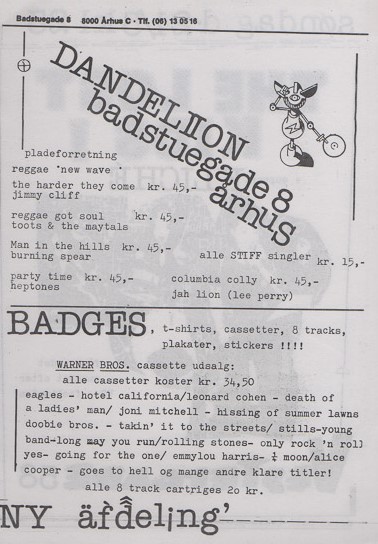 Badstuegade 8 8000 Århus C · Tlf. (06) 13 05 16
DANDELIION
badstuegade 8
århus
pladeforretning
reggae 'new wave'
the harder they come kr. 45,-
jimmy cliff
reggae got soul kr. 45,-
toots & the maytals
Man in the hills kr. 45,-
burning spear
alle STIFF singler kr. 15,-
party time kr. 45,-
heptones
columbia colly kr. 45,-
jah lion (lee perry)
BADGES, t-shirts, cassetter, 8 tracks,
plakater, stickers !!!!
WARNER BROS. cassette udsalg:
alle cassetter koster kr. 34,50
eagles - hotel california/leonard cohen - death of
a ladies' man/ joni mitchell - hissing of summer lawns
doobie bros. - takin' it to the streets/ stills-young
band-long may you run/rolling stones- only rock 'n roll
yes- going for the one/ emmylou harris- ¼ moon/alice
cooper - goes to hell og mange andre klare titler!
alle 8 track cartriges 2o kr.
NY afdeling'